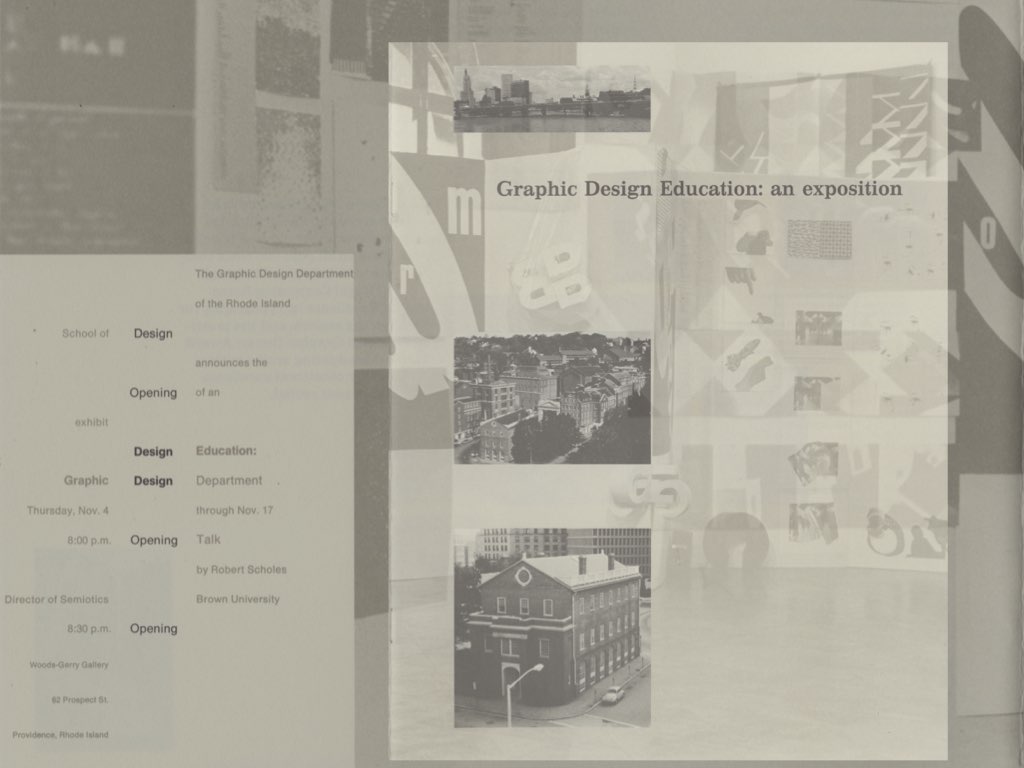 Graphic Design Education: an exposition
The Graphic Design Department
of the Rhode Island
School of Design
announces the
Opening of an
exhibit
Design Education:
Graphic Design Department
Thursday, Nov. 4 through Nov. 17
8:00 p.m. Opening Talk
by Robert Scholes
Director of Semiotics Brown University
8:30 p.m. Opening
Woods-Gerry Gallery
62 Prospect St.
Providence, Rhode Island
m
r
o